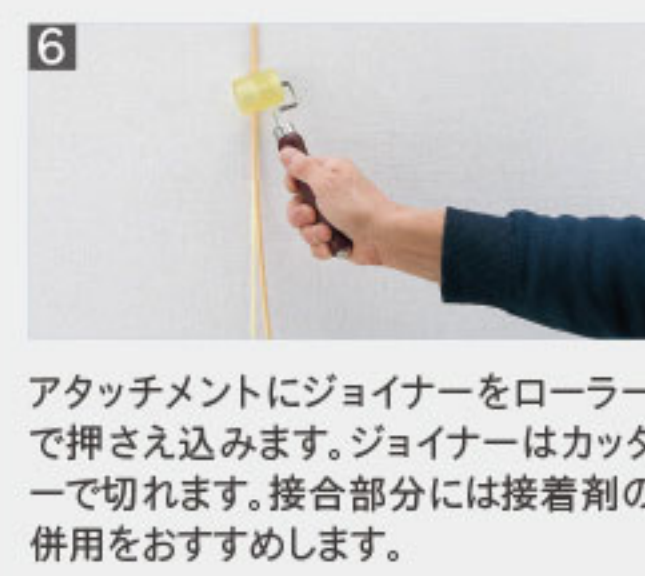 6
アタッチメントにジョイナーをローラー
で押さえ込みます。ジョイナーはカッタ
ーで切れます。接合部分には接着剤の
併用をおすすめします。